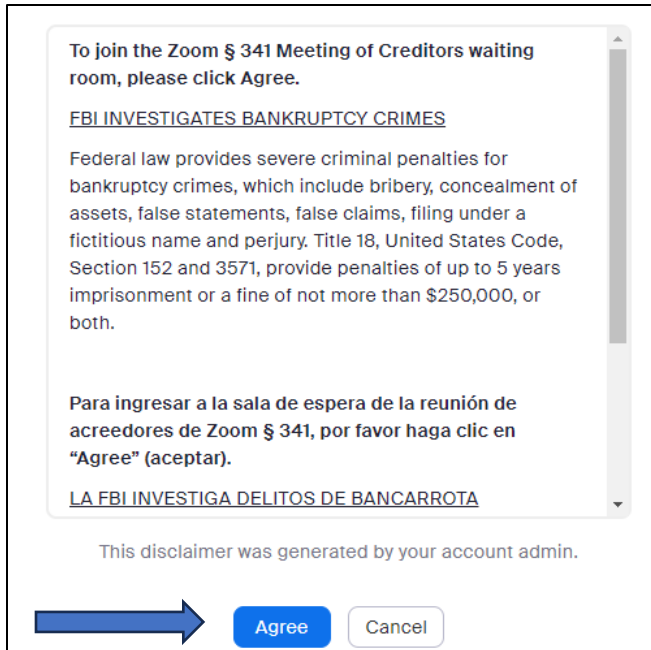 To join the Zoom § 341 Meeting of Creditors waiting
room, please click Agree.
FBI INVESTIGATES BANKRUPTCY CRIMES
Federal law provides severe criminal penalties for
bankruptcy crimes, which include bribery, concealment of
assets, false statements, false claims, filing under a
fictitious name and perjury. Title 18, United States Code,
Section 152 and 3571, provide penalties of up to 5 years
imprisonment or a fine of not more than $250,000, or
both.
Para ingresar a la sala de espera de la reunión de
acreedores de Zoom § 341, por favor haga clic en
“Agree” (aceptar).
LA FBI INVESTIGA DELITOS DE BANCARROTA
This disclaimer was generated by your account admin.
Agree Cancel